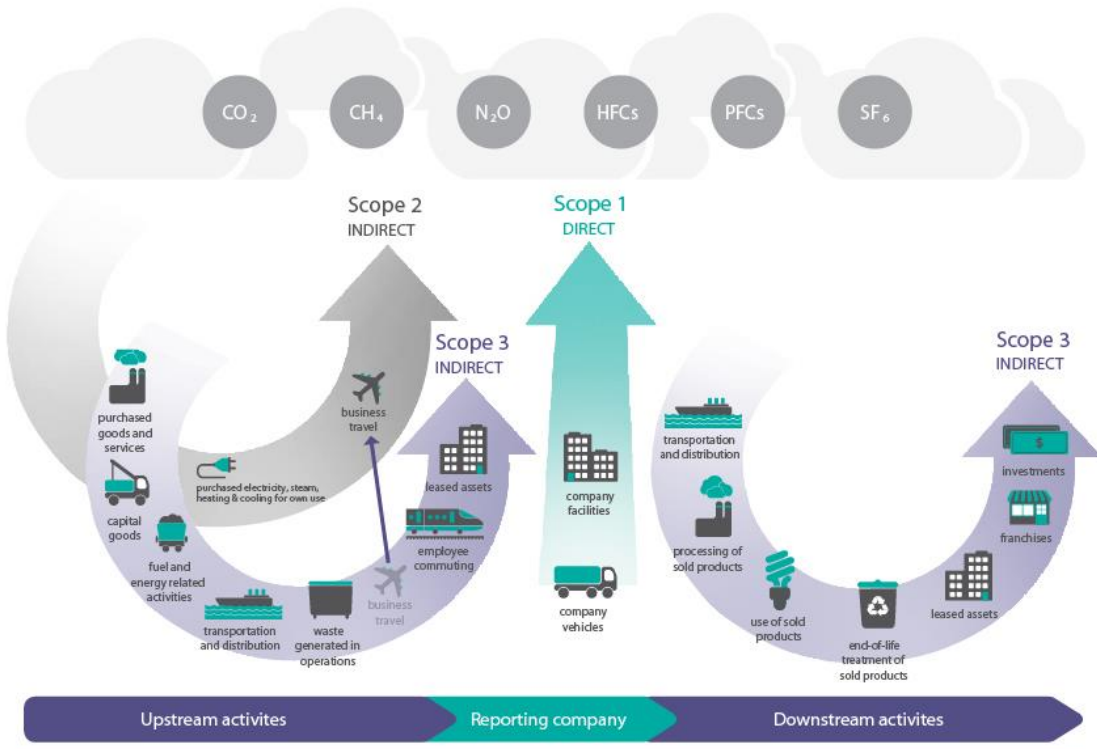 CO₂
CH₄
N₂O
HFCs
PFCs
SF₆
Scope 2
INDIRECT
Scope 1
DIRECT
Scope 3
INDIRECT
Scope 3
INDIRECT
purchased
goods and
services
business
travel
purchased electricity, steam,
heating & cooling for own use
leased assets
capital
goods
fuel and
energy related
activities
transportation
and distribution
waste
generated in
operations
business
travel
employee
commuting
company
facilities
company
vehicles
transportation
and distribution
processing of
sold products
use of sold
products
end-of-life
treatment of
sold products
leased assets
franchises
$
investments
Upstream activites
Reporting company
Downstream activites